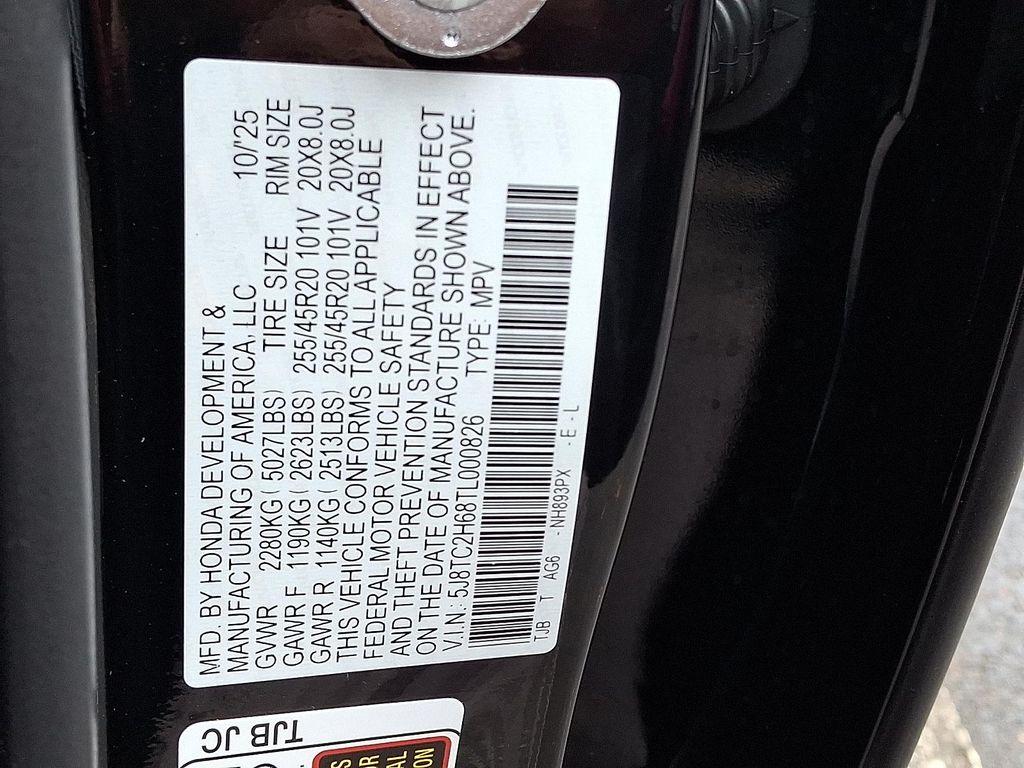 MFD. BY HONDA DEVELOPMENT &
MANUFACTURING OF AMERICA, LLC 10/'25
GVWR 2280KG ( 5027LBS) TIRE SIZE RIM SIZE
GAWR F 1190KG ( 2623LBS) 255/45R20 101V 20X8.0J
GAWR R 1140KG ( 2513LBS) 255/45R20 101V 20X8.0J
THIS VEHICLE CONFORMS TO ALL APPLICABLE
FEDERAL MOTOR VEHICLE SAFETY
AND THEFT PREVENTION STANDARDS IN EFFECT
ON THE DATE OF MANUFACTURE SHOWN ABOVE.
V.I.N.: 5J8TC2H68TL000826 TYPE: MPV
TJB T AG6 - NH893PX - E - L
TJB JC